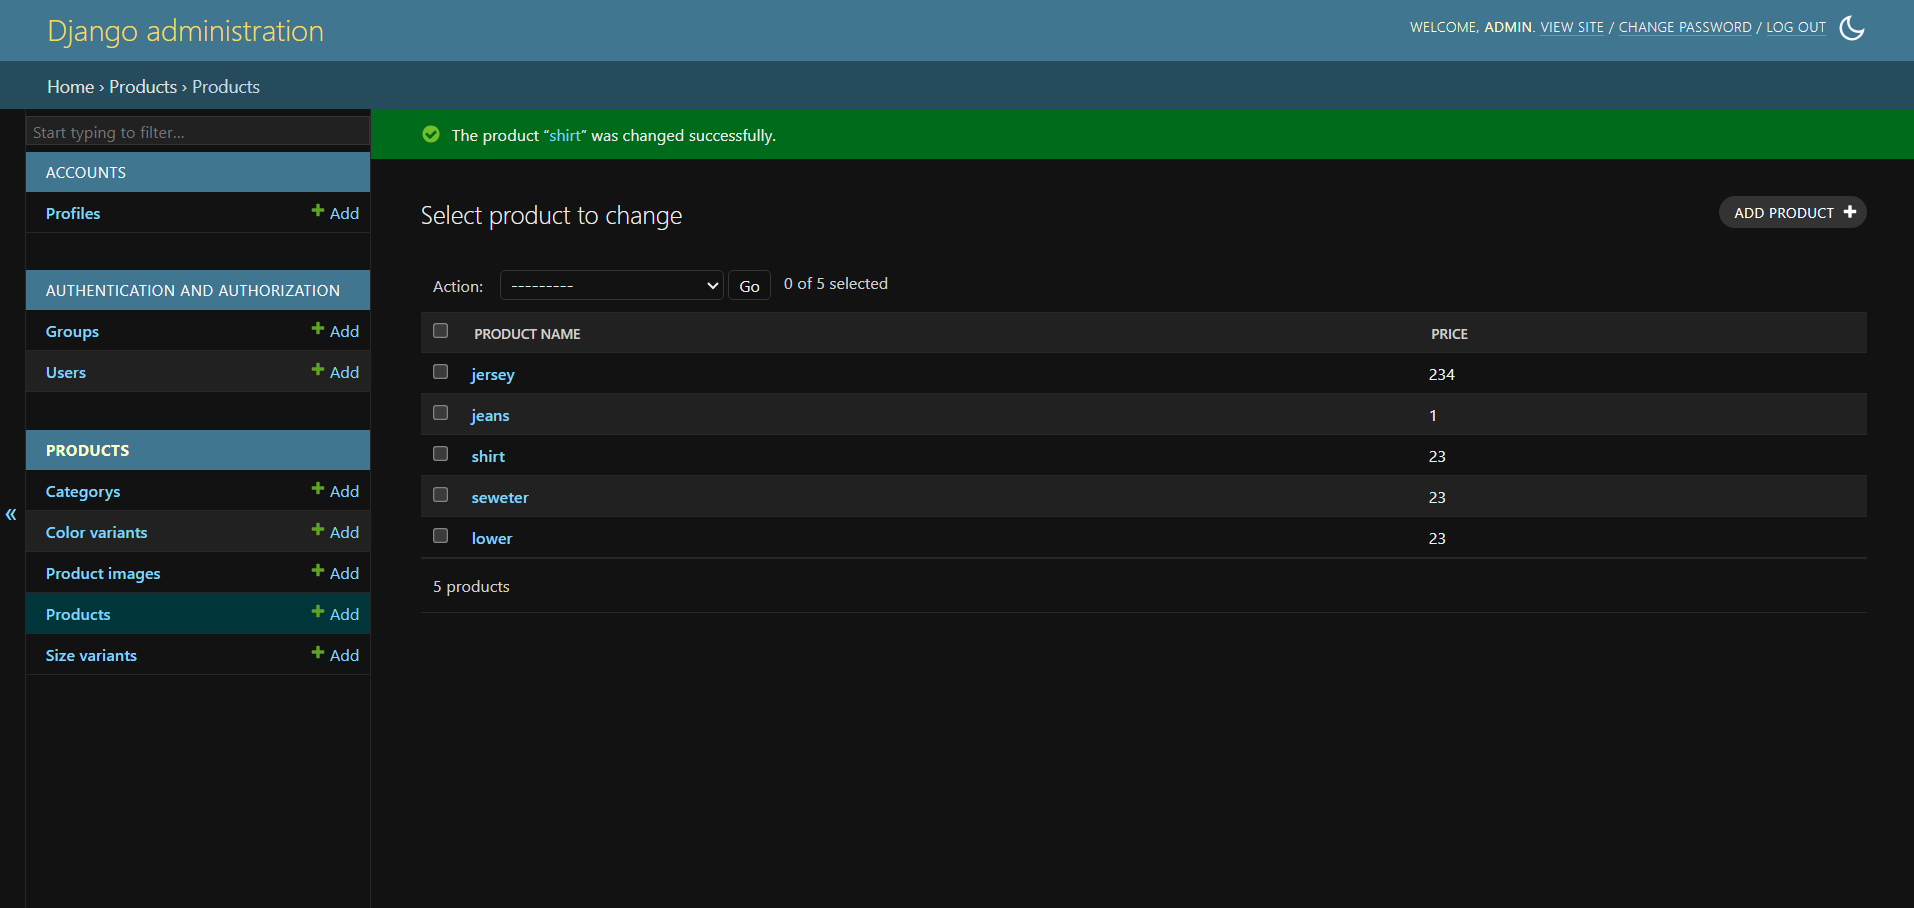 Django administration
WELCOME, ADMIN. VIEW SITE / CHANGE PASSWORD / LOG OUT
Home › Products › Products
Start typing to filter...
ACCOUNTS
Profiles Add
AUTHENTICATION AND AUTHORIZATION
Groups Add
Users Add
PRODUCTS
Categorys Add
Color variants Add
Product images Add
Products Add
Size variants Add
«
The product “shirt” was changed successfully.
Select product to change
ADD PRODUCT
Action: --------- Go 0 of 5 selected
PRODUCT NAME PRICE
jersey 234
jeans 1
shirt 23
seweter 23
lower 23
5 products